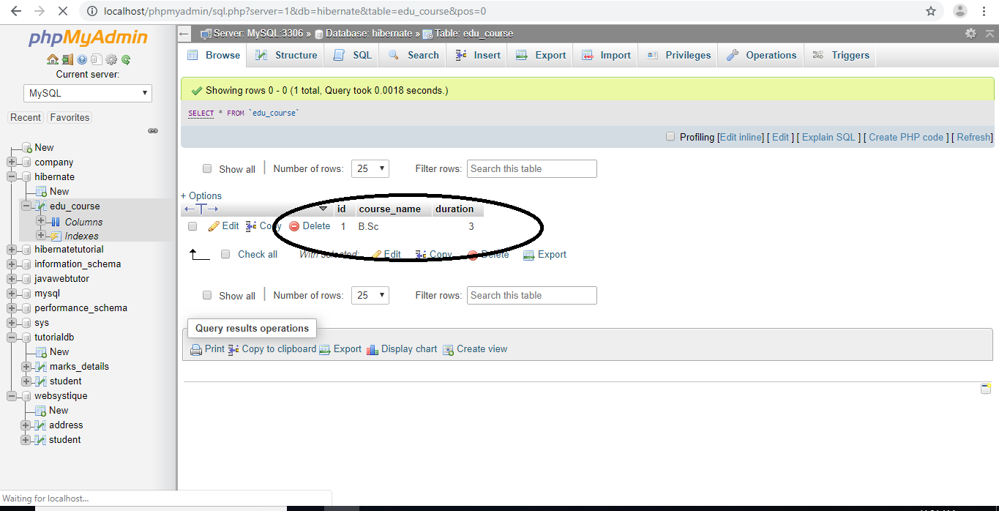 localhost/phpmyadmin/sql.php?server=1&db=hibernate&table=edu_course&pos=0
phpMyAdmin
Current server:
MySQL
Recent Favorites
New
company
hibernate
New
edu_course
Columns
Indexes
hibernatetutorial
information_schema
javawebtutor
mysql
performance_schema
sys
tutorialdb
New
marks_details
student
websystique
New
address
student
Server: MySQL:3306 » Database: hibernate » Table: edu_course
Browse Structure SQL Search Insert Export Import Privileges Operations Triggers
Showing rows 0 - 0 (1 total, Query took 0.0018 seconds.)
SELECT * FROM `edu_course`
Profiling [Edit inline] [ Edit ] [ Explain SQL ] [ Create PHP code ] [ Refresh]
Show all Number of rows: 25 Filter rows: Search this table
+ Options
←T→ id course_name duration
Edit Copy Delete 1 B.Sc 3
Check all With selected: Edit Copy Delete Export
Show all Number of rows: 25 Filter rows: Search this table
Query results operations
Print Copy to clipboard Export Display chart Create view
Waiting for localhost...